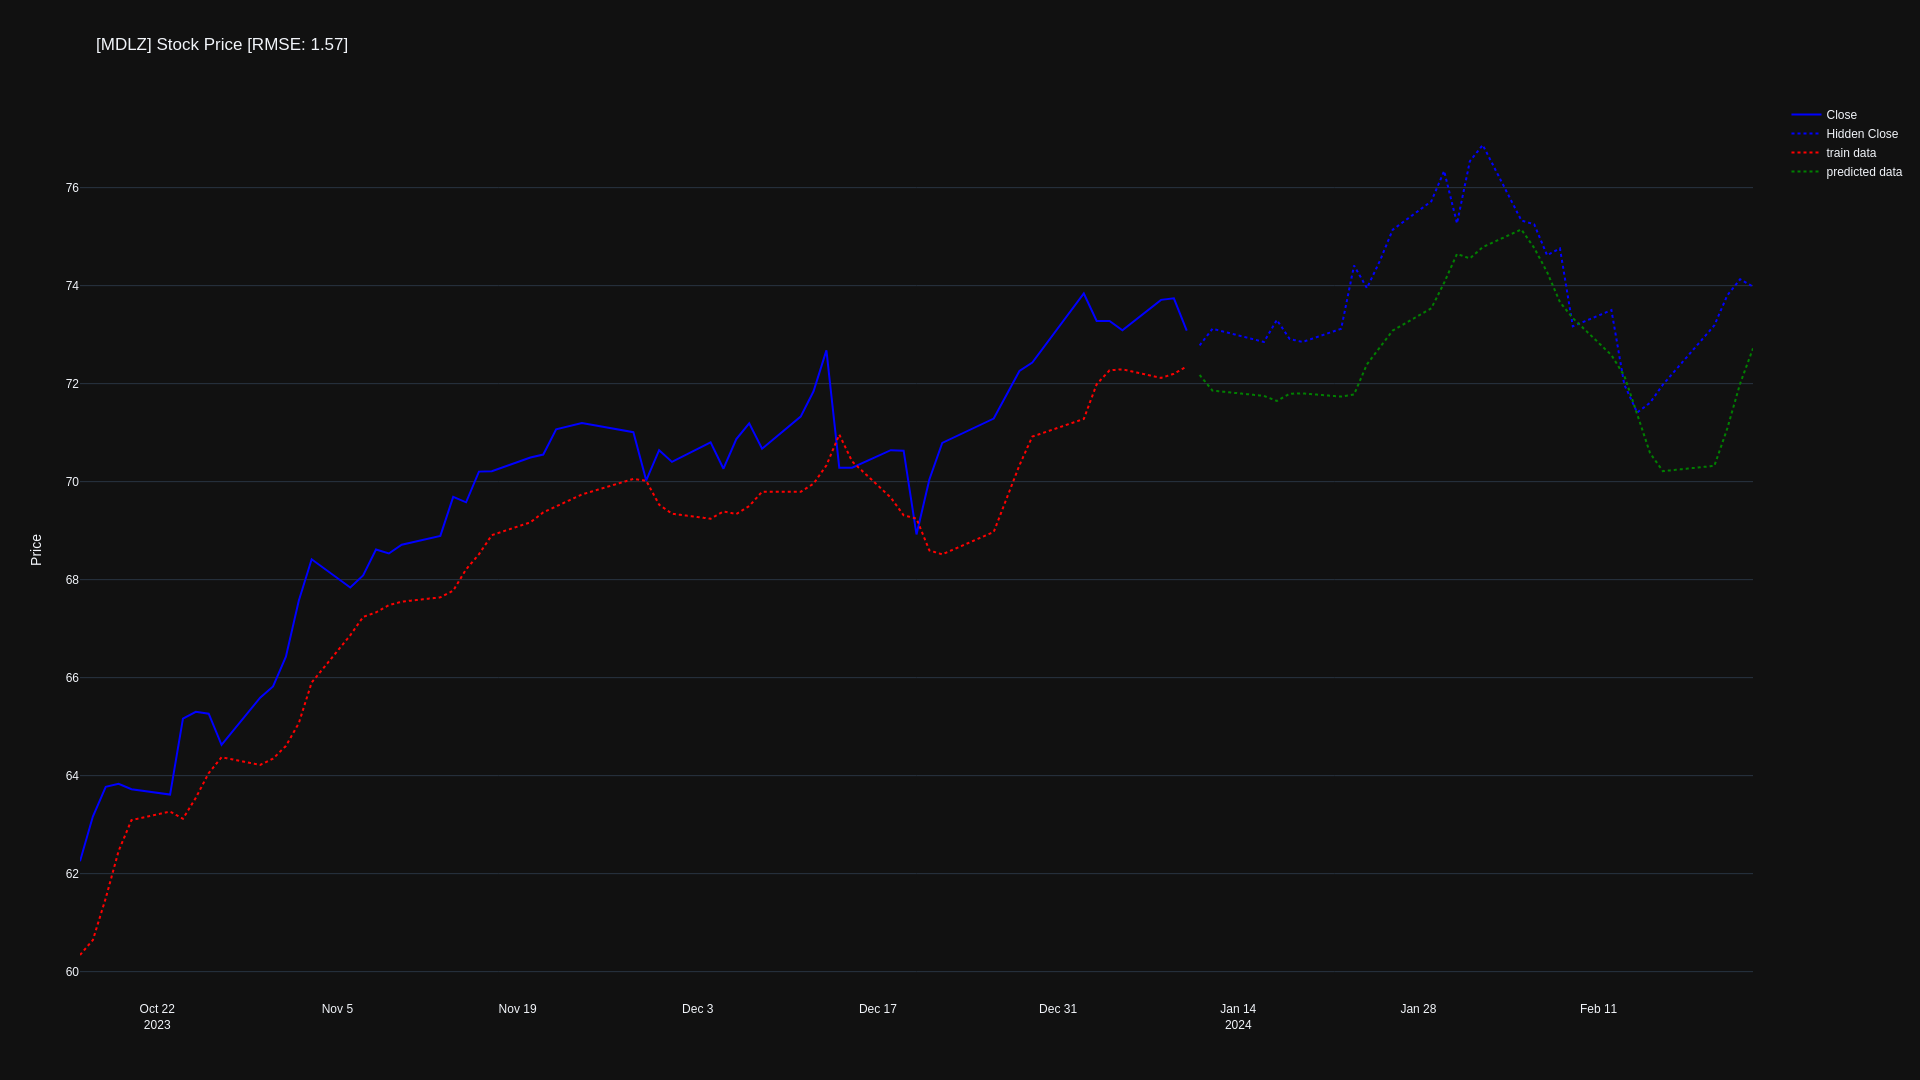 [MDLZ] Stock Price [RMSE: 1.57]
Close
Hidden Close
train data
predicted data
76
74
72
70
68
66
64
62
60
Price
Oct 22
2023
Nov 5
Nov 19
Dec 3
Dec 17
Dec 31
Jan 14
2024
Jan 28
Feb 11